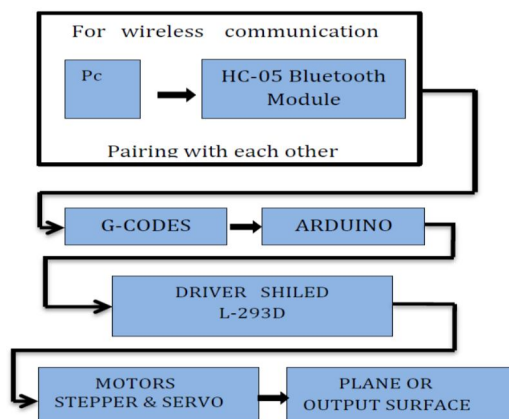 For wireless communication
Pc
HC-05 Bluetooth
Module
Pairing with each other
G-CODES
ARDUINO
DRIVER SHILED
L-293D
MOTORS
STEPPER & SERVO
PLANE OR
OUTPUT SURFACE